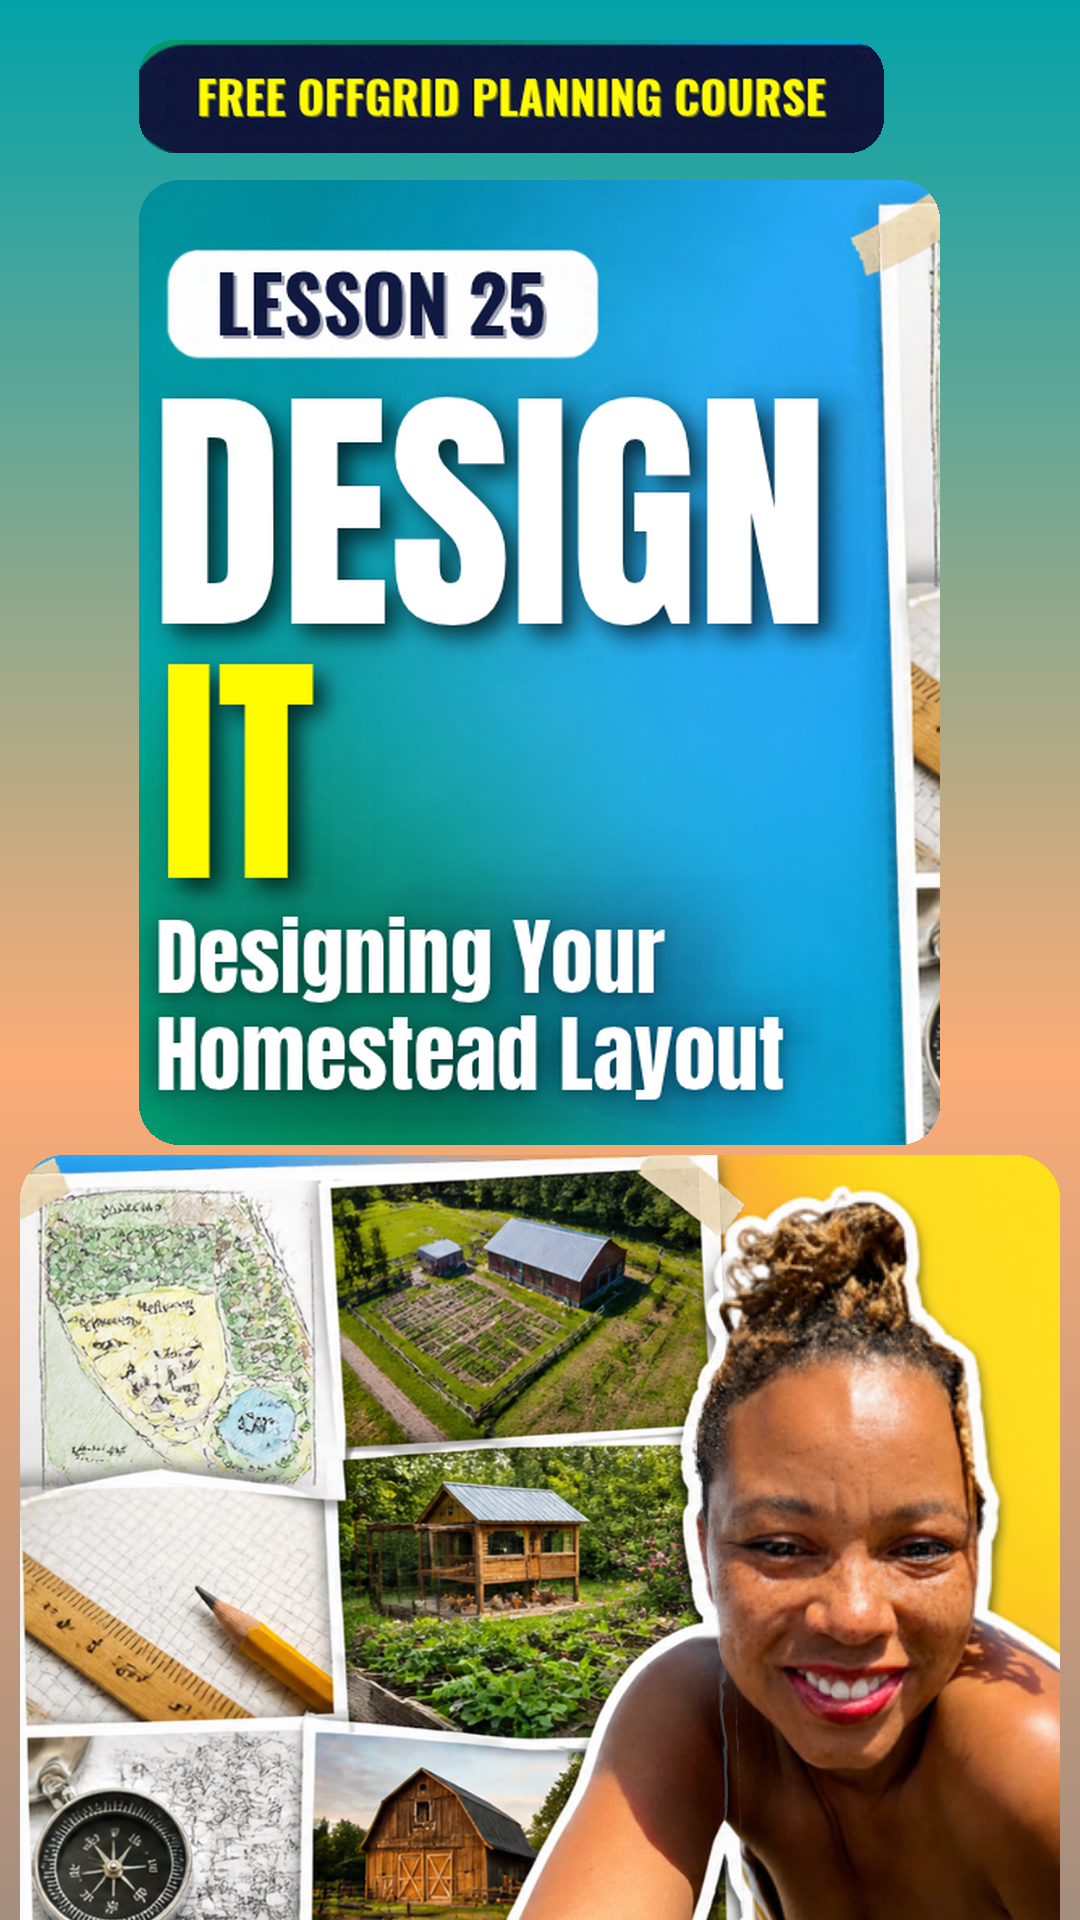 FREE OFFGRID PLANNING COURSE
LESSON 25
DESIGN
IT
Designing Your
Homestead Layout